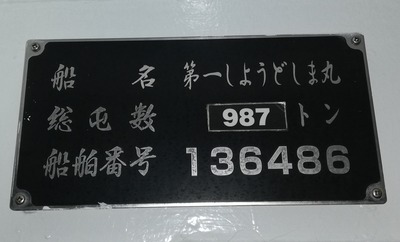 船名 第一しようどしま丸
総屯数 987 トン
船舶番号 136486